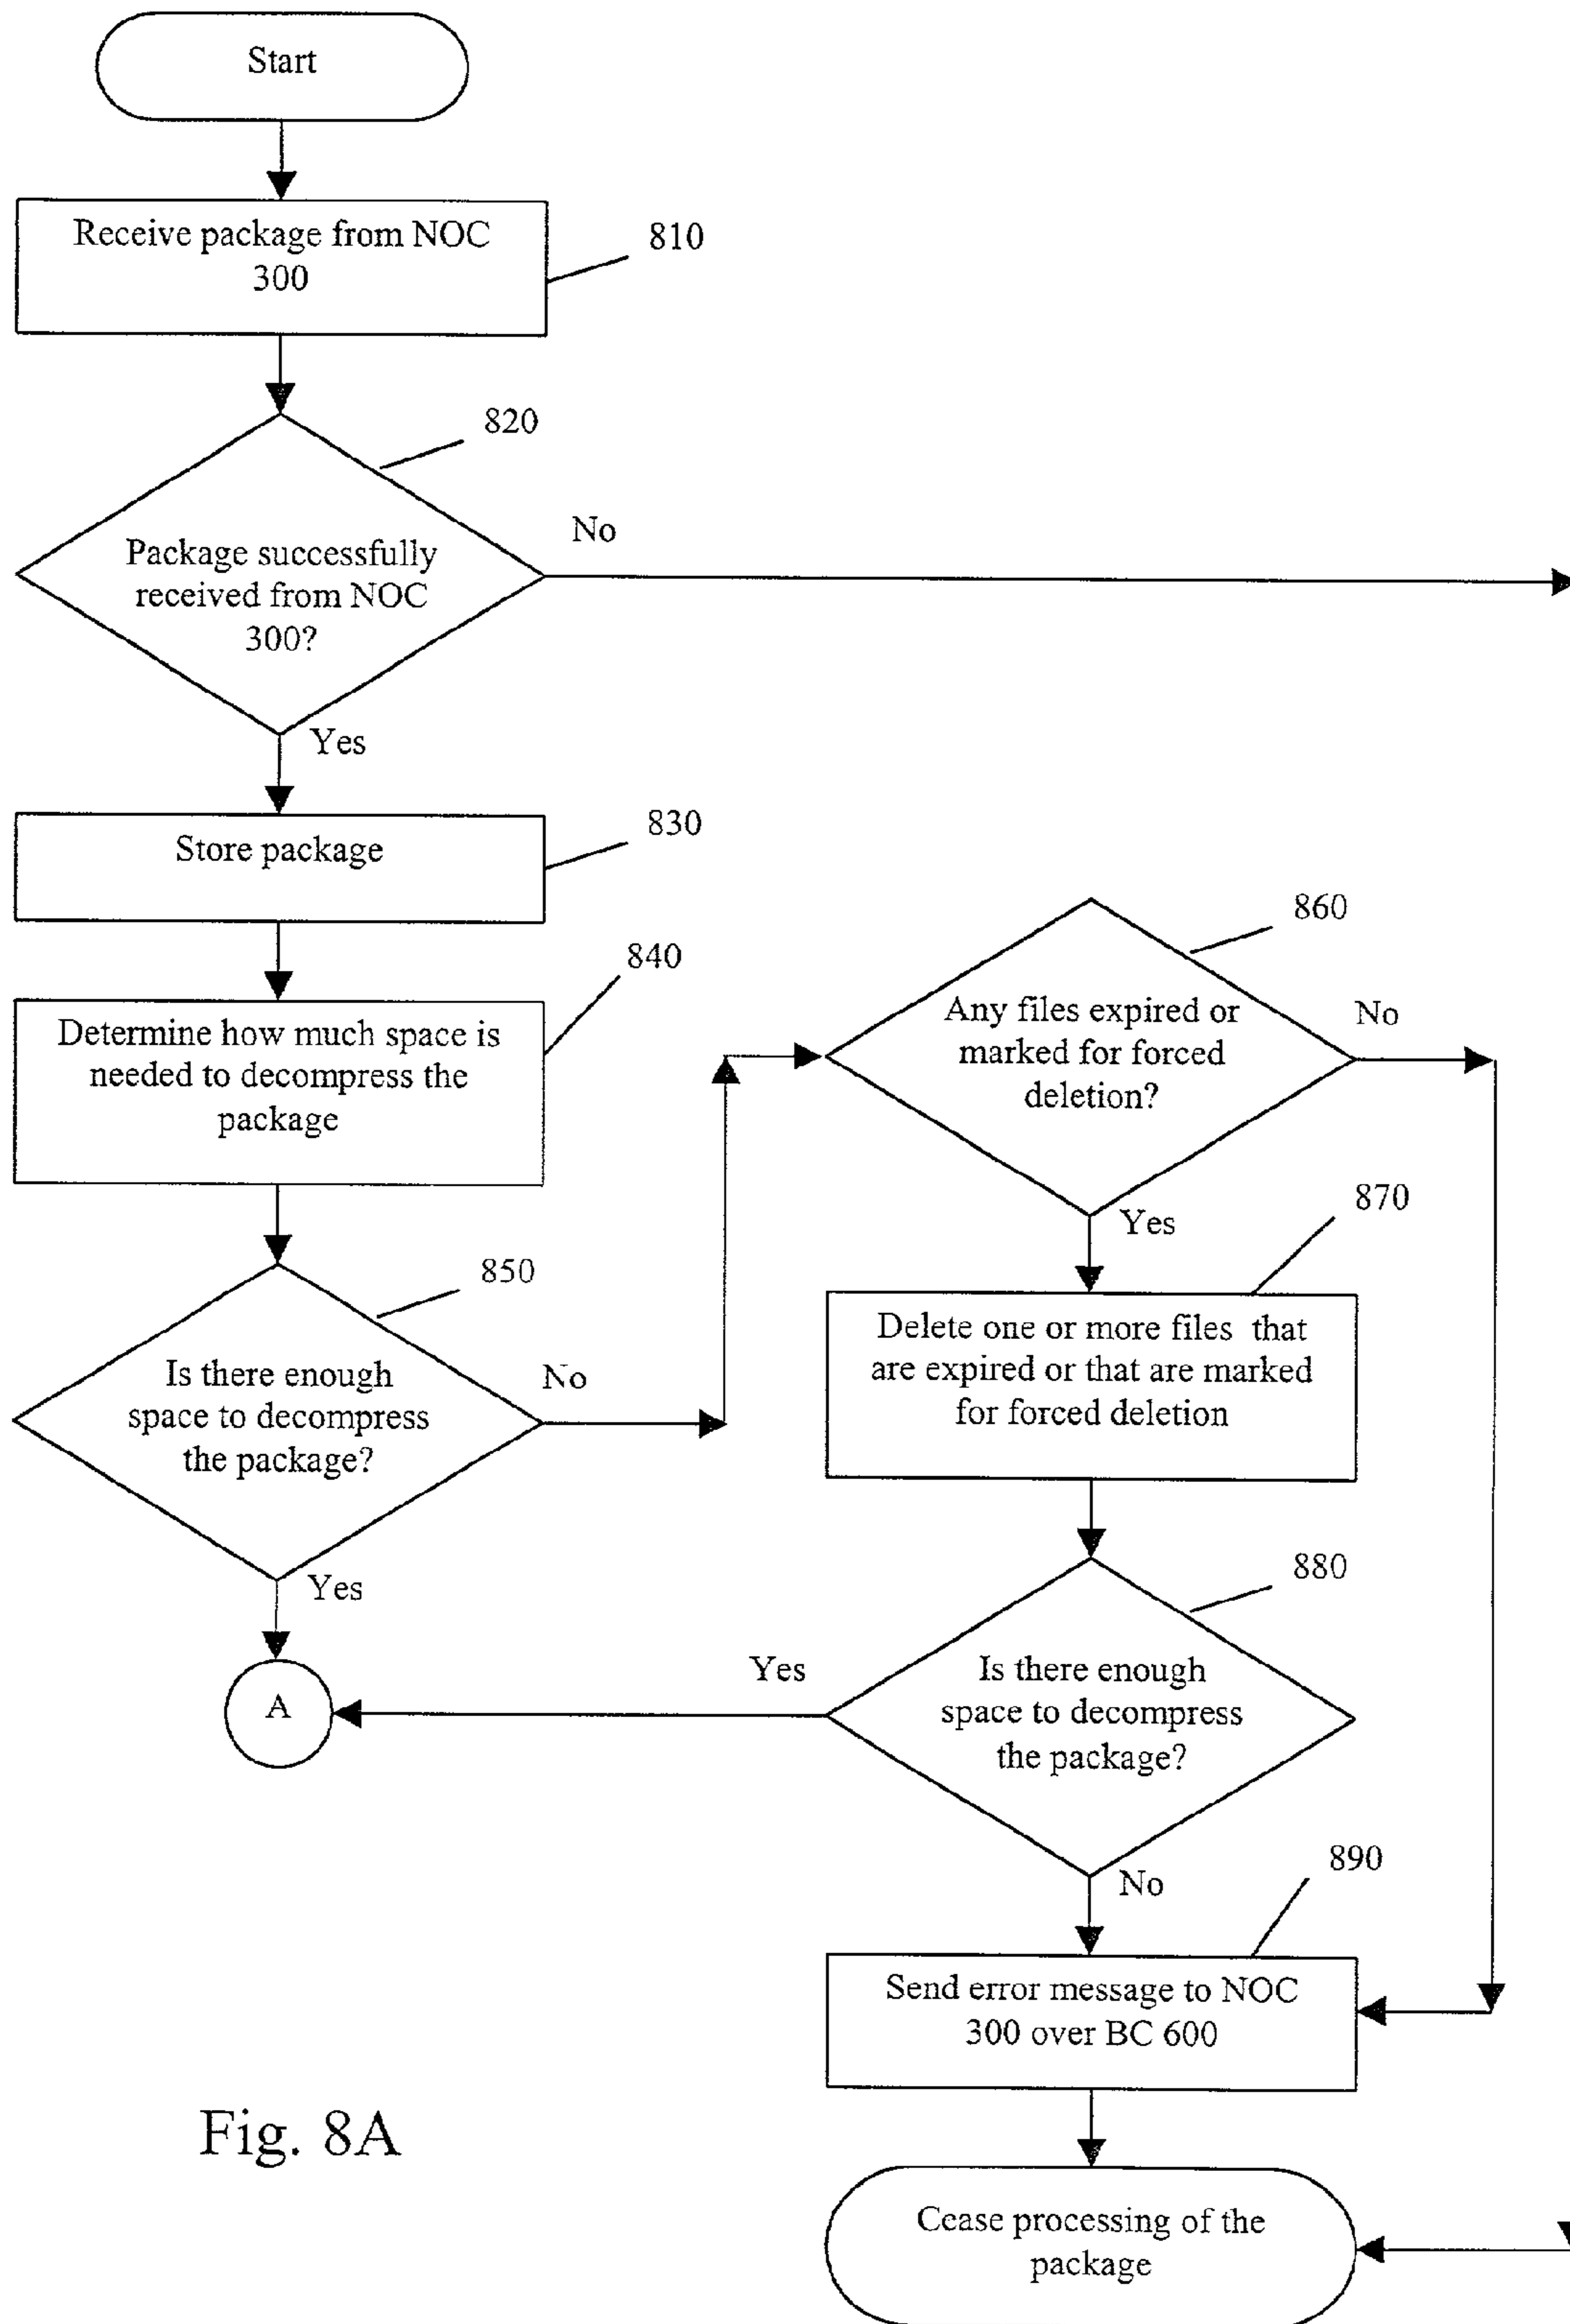 Start
Receive package from NOC
300
810
820
No
Package successfully
received from NOC
300?
Yes
Store package
830
840
Determine how much space is
needed to decompress the
package
850
Is there enough
space to decompress
the package?
No
Yes
A
860
Any files expired or
marked for forced
deletion?
No
Yes
870
Delete one or more files that
are expired or that are marked
for forced deletion
880
Is there enough
space to decompress
the package?
Yes
No
890
Send error message to NOC
300 over BC 600
Cease processing of the
package
Fig. 8A